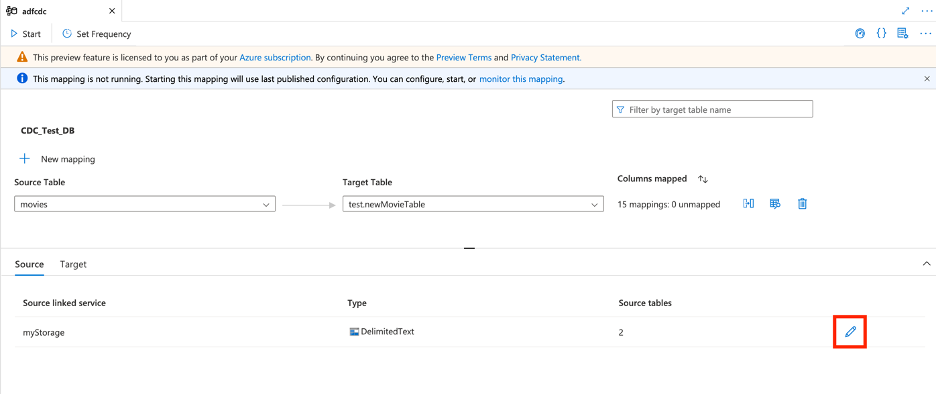 adfcdc
Start Set Frequency
This preview feature is licensed to you as part of your Azure subscription. By continuing you agree to the Preview Terms and Privacy Statement.
This mapping is not running. Starting this mapping will use last published configuration. You can configure, start, or monitor this mapping.
Filter by target table name
CDC_Test_DB
New mapping
Source Table Target Table Columns mapped
movies test.newMovieTable 15 mappings: 0 unmapped
Source Target
Source linked service Type Source tables
myStorage DelimitedText 2